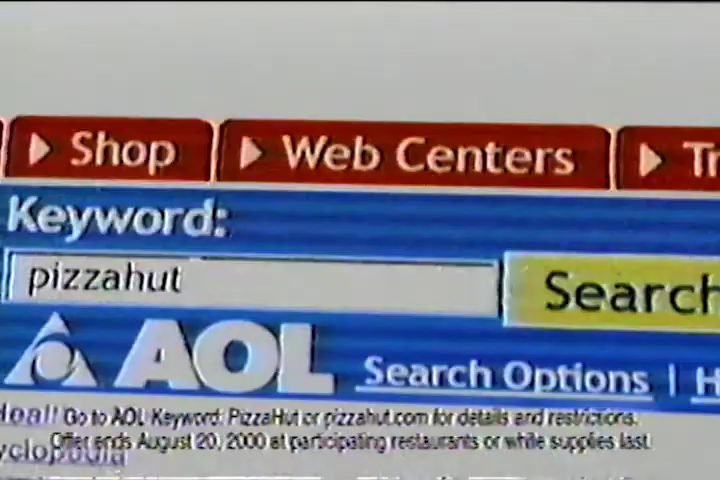 Shop Web Centers
Keyword:
pizzahut Search
AOL Search Options | H
Go to AOL Keyword: PizzaHut or pizzahut.com for details and restrictions.
Offer ends August 20, 2000 at participating restaurants or while supplies last.